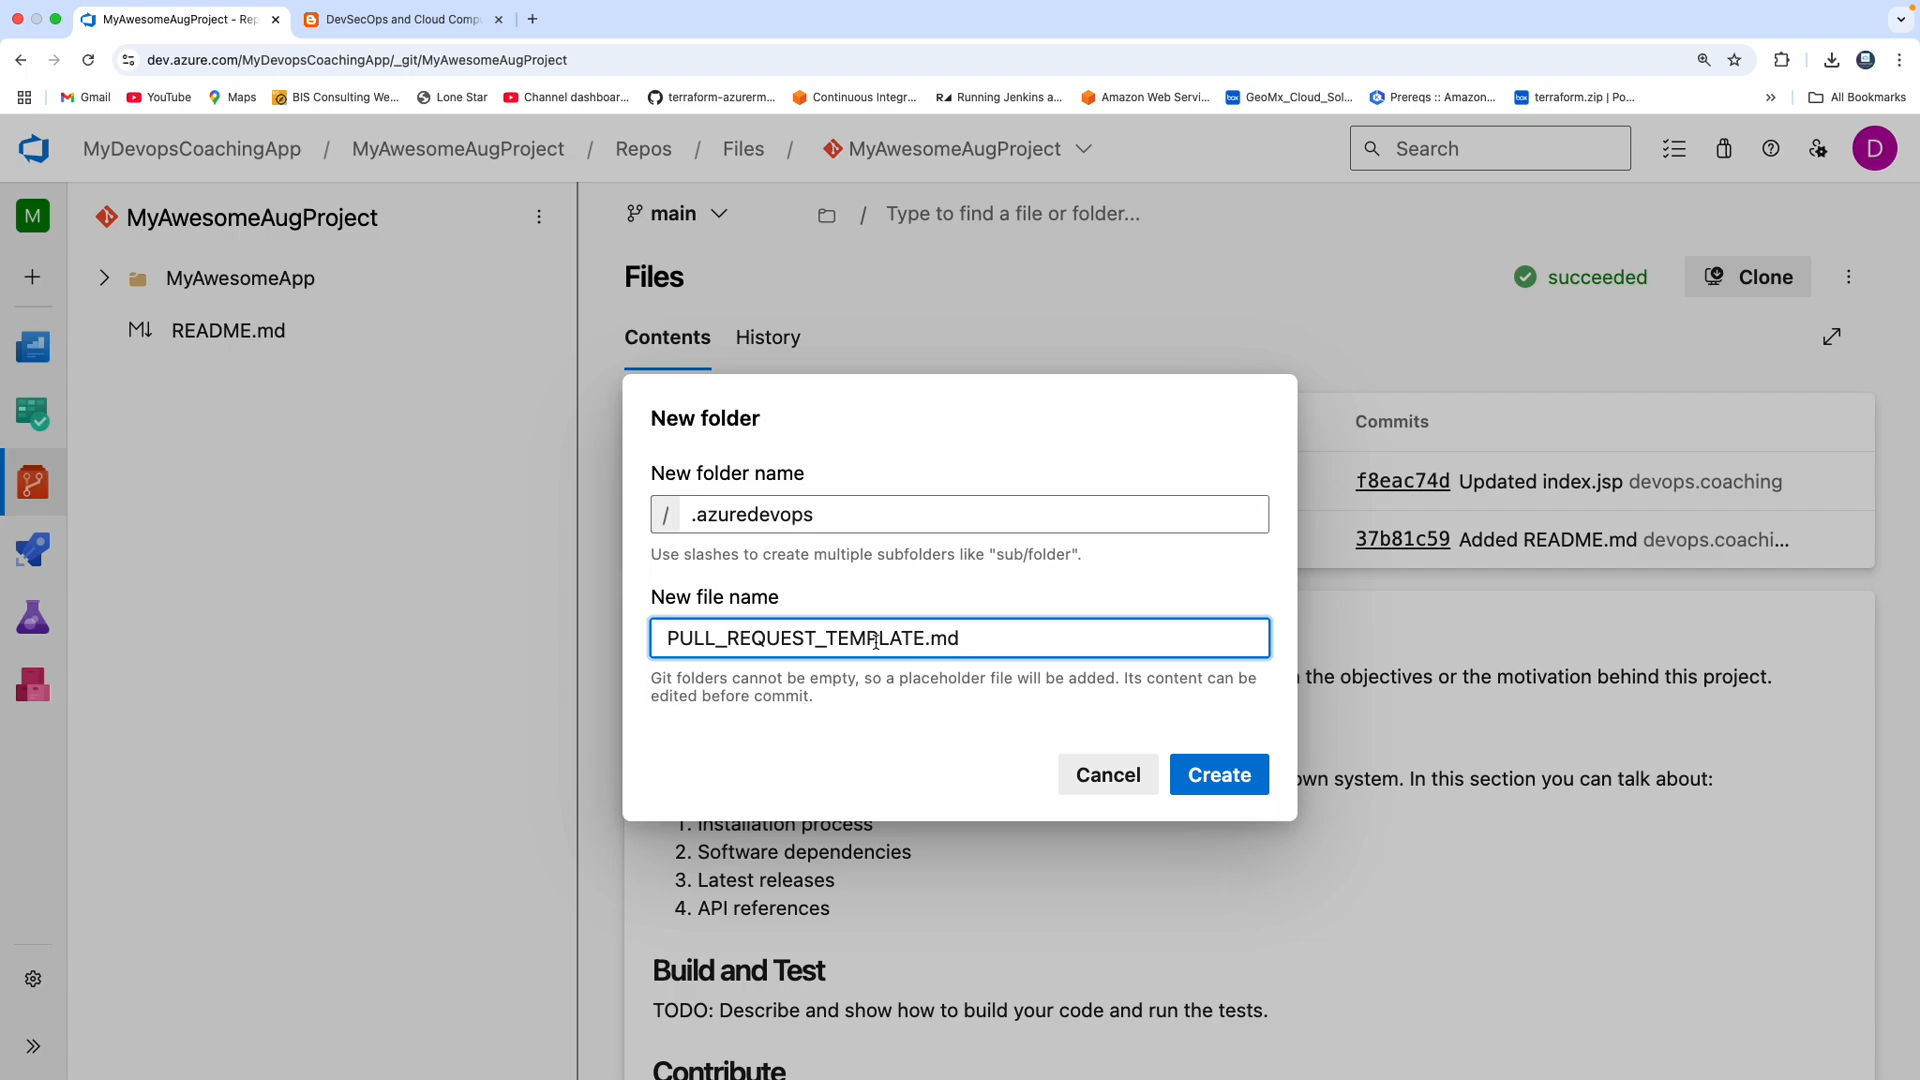 MyAwesomeAugProject - Rep
DevSecOps and Cloud Compu
dev.azure.com/MyDevopsCoachingApp/_git/MyAwesomeAugProject
Gmail
YouTube
Maps
BIS Consulting We...
Lone Star
Channel dashboar...
terraform-azurerm...
Continuous Integr...
Running Jenkins a...
Amazon Web Servi...
GeoMx_Cloud_Sol...
Prereqs :: Amazon...
terraform.zip | Po...
All Bookmarks
MyDevopsCoachingApp / MyAwesomeAugProject / Repos / Files / MyAwesomeAugProject
Search
D
M
MyAwesomeAugProject
MyAwesomeApp
README.md
main
/ Type to find a file or folder...
Files
succeeded
Clone
Contents
History
Commits
f8eac74d Updated index.jsp devops.coaching
37b81c59 Added README.md devops.coachi...
New folder
New folder name
/ .azuredevops
Use slashes to create multiple subfolders like "sub/folder".
New file name
PULL_REQUEST_TEMPLATE.md
Git folders cannot be empty, so a placeholder file will be added. Its content can be
edited before commit.
Cancel
Create
the objectives or the motivation behind this project.
own system. In this section you can talk about:
1. Installation process
2. Software dependencies
3. Latest releases
4. API references
Build and Test
TODO: Describe and show how to build your code and run the tests.
Contribute